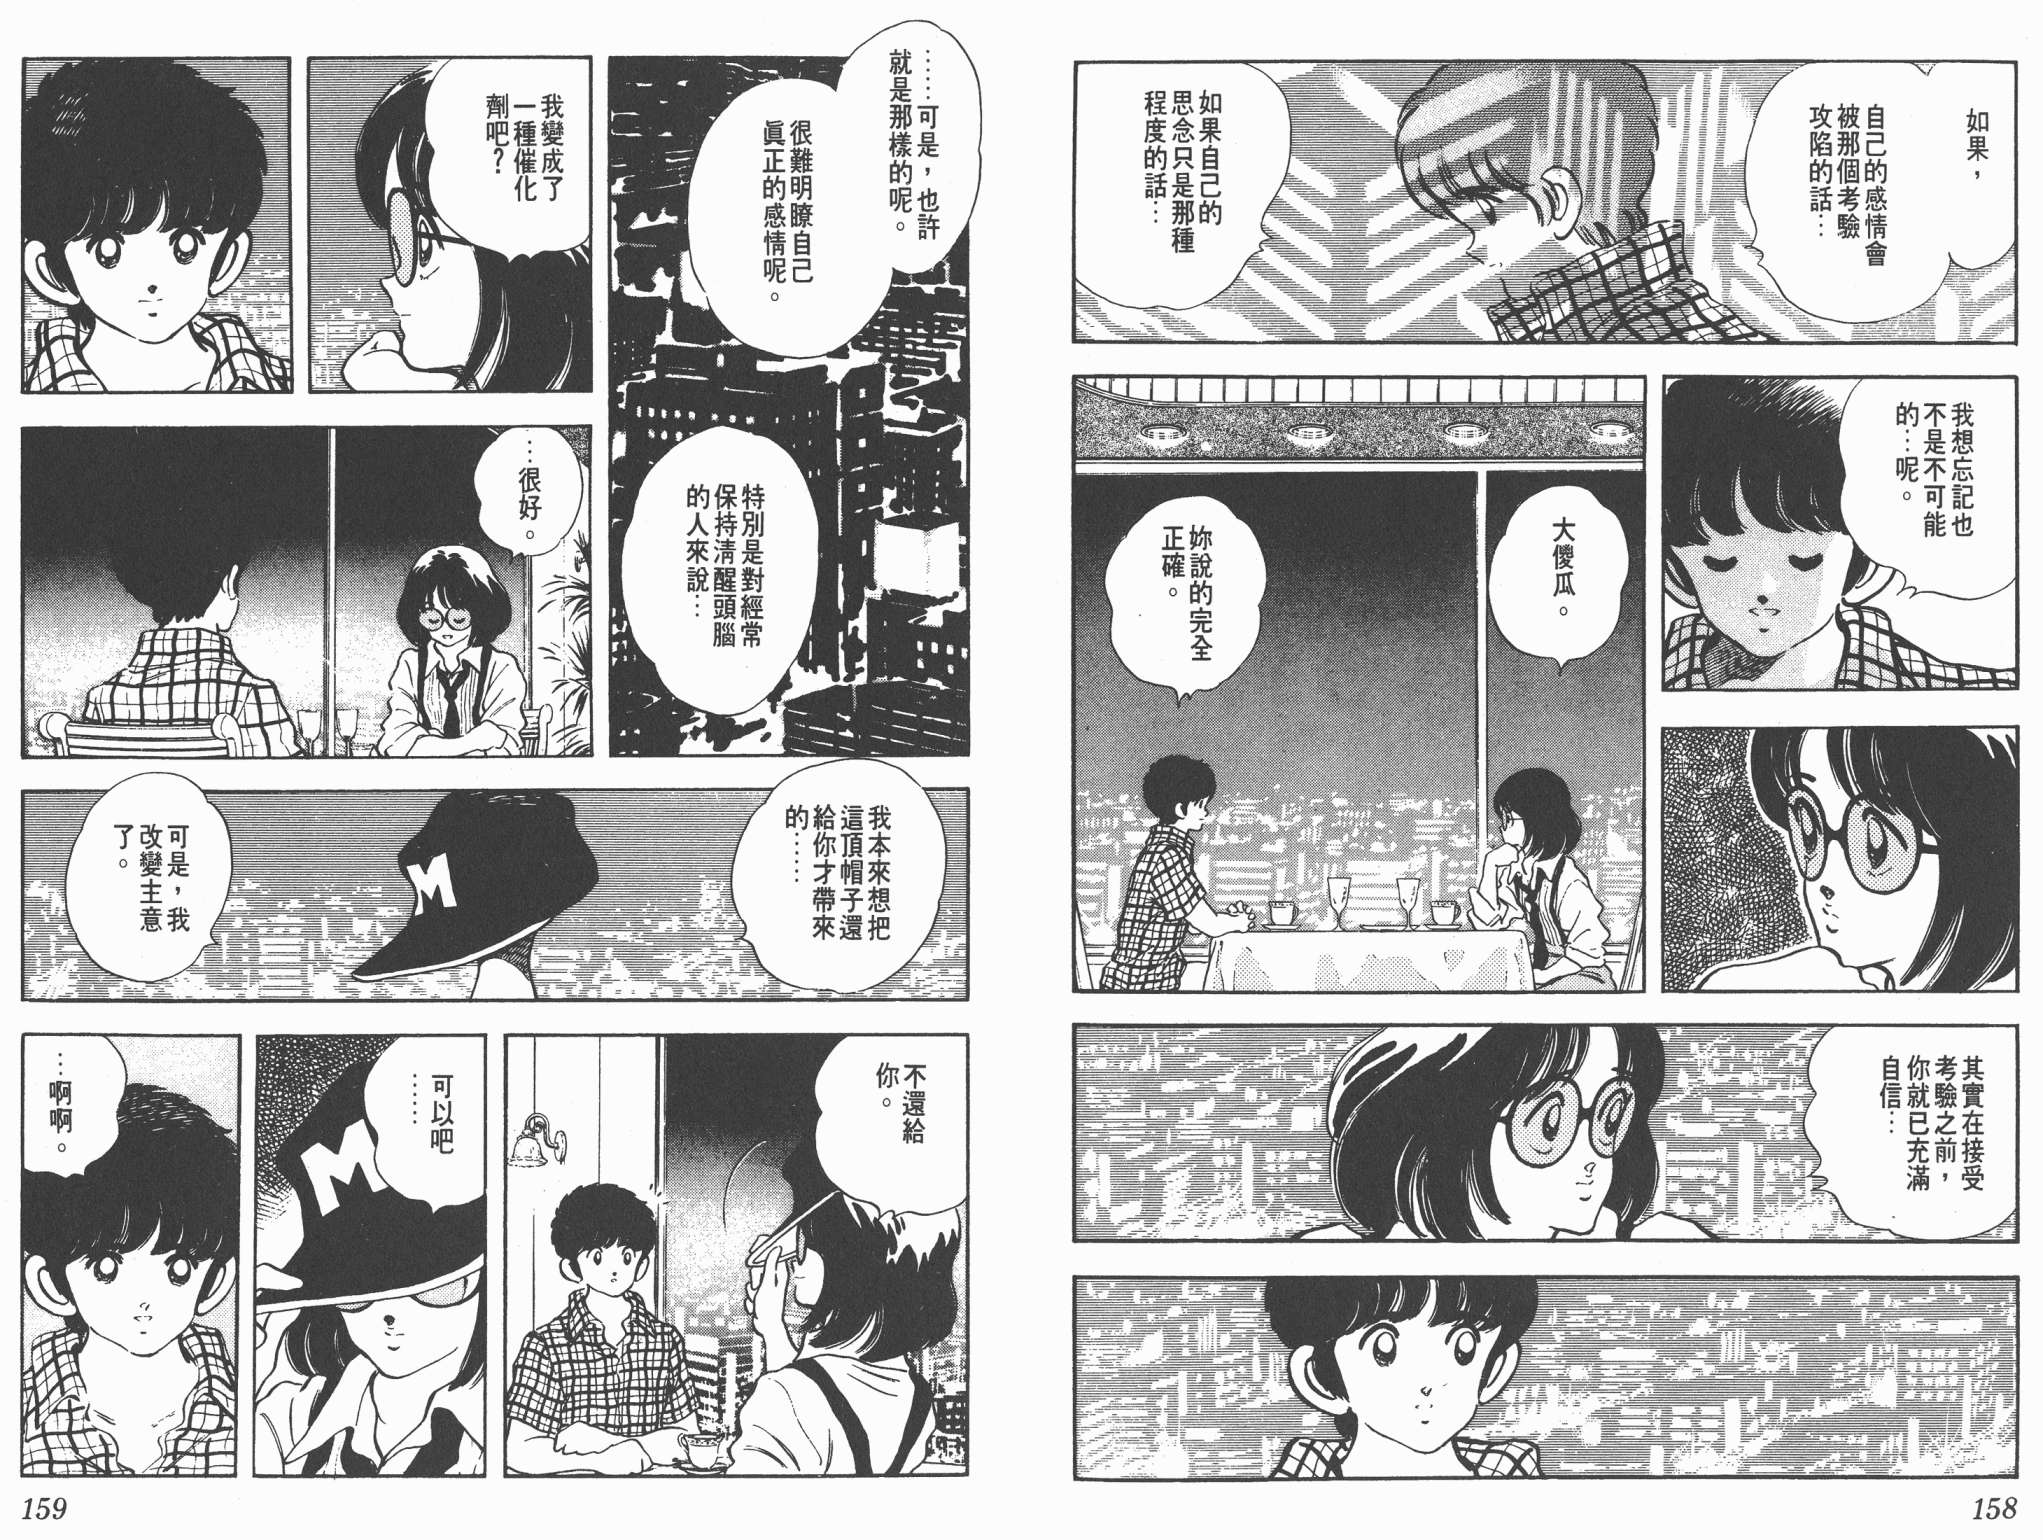 如果，
自己的感情會
被那個考驗
攻陷的話…
如果自己的
思念只是那種
程度的話…
我想忘記也
不是不可能
的…呢。
大傻瓜。
妳說的完全
正確。
其實在接受
考驗之前，
你就已充滿
自信…
158
……可是，也許
就是那樣的呢。
很難明瞭自己
眞正的感情呢。
特別是對經常
保持淸醒頭腦
的人來說…
我變成了
一種催化
劑吧？
…很好。
我本來想把
這頂帽子還
給你才帶來
的……
M
可是，我
改變主意
了。
不還給
你。
可以吧
……
M
…啊啊。
159